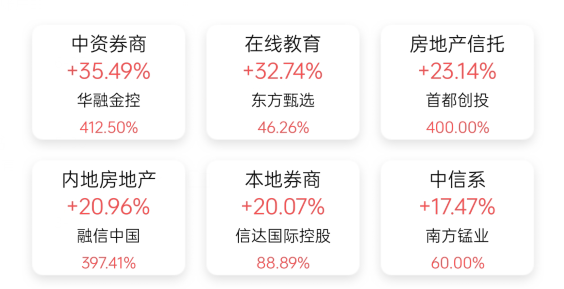 中资券商
+35.49%
华融金控
412.50%
在线教育
+32.74%
东方甄选
46.26%
房地产信托
+23.14%
首都创投
400.00%
内地房地产
+20.96%
融信中国
397.41%
本地券商
+20.07%
信达国际控股
88.89%
中信系
+17.47%
南方锰业
60.00%